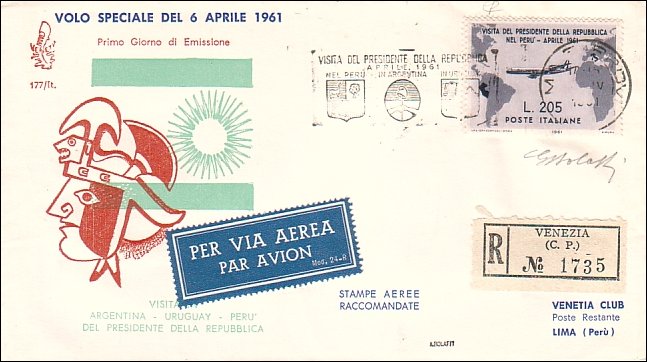 VOLO SPECIALE DEL 6 APRILE 1961
Primo Giorno di Emissione
177/It.
VISITA DEL PRESIDENTE DELLA REPUBBLICA
APRILE, 1961
NEL PERU' - IN ARGENTINA
VISITA DEL PRESIDENTE DELLA REPUBBLICA
NEL PERU' - APRILE 1961
L. 205
POSTE ITALIANE
1961
PER VIA AEREA
PAR AVION
Mod. 24-B
R
VENEZIA
(C. P.)
№ 1735
VISITA
ARGENTINA - URUGUAY - PERU'
DEL PRESIDENTE DELLA REPUBBLICA
STAMPE AEREE
RACCOMANDATE
VENETIA CLUB
Poste Restante
LIMA (Perù)